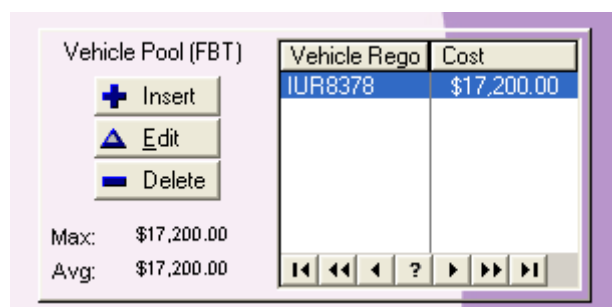 Vehicle Pool (FBT)
Insert
Edit
Delete
Max: $17,200.00
Avg: $17,200.00
Vehicle Rego Cost
IUR8378 $17,200.00
?